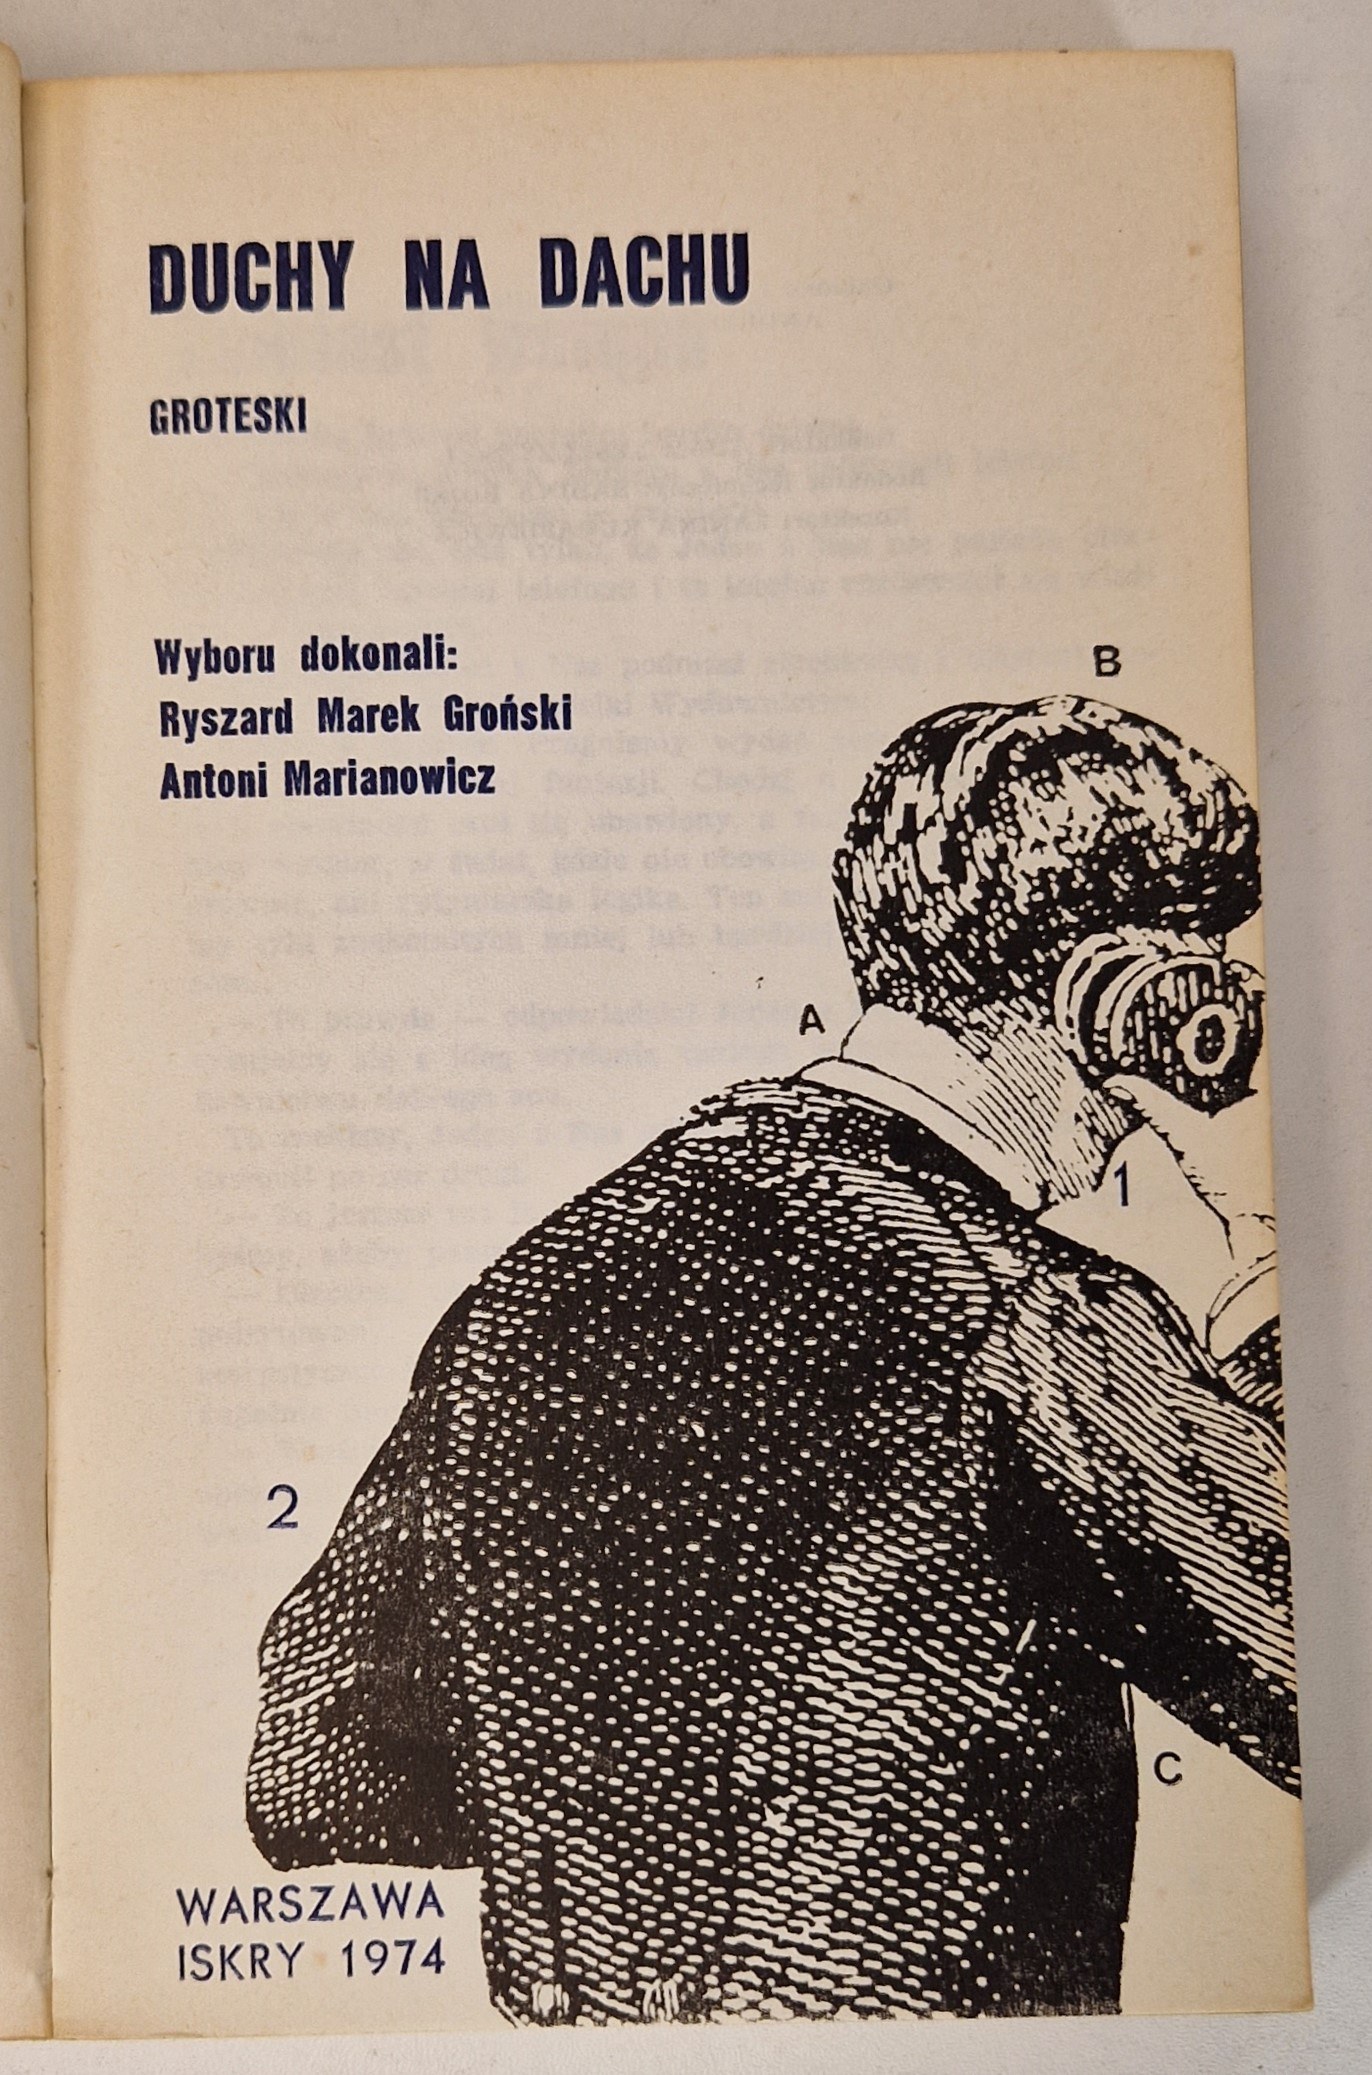 DUCHY NA DACHU
GROTESKI
Wyboru dokonali:
Ryszard Marek Groński
Antoni Marianowicz
B
A
1
2
C
WARSZAWA
ISKRY 1974